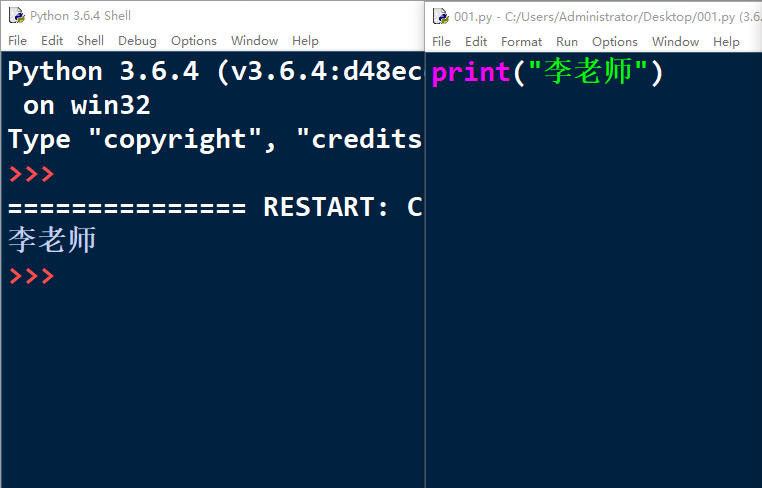 Python 3.6.4 Shell
File Edit Shell Debug Options Window Help
Python 3.6.4 (v3.6.4:d48ec
on win32
Type "copyright", "credits
>>>
=============== RESTART: C
李老师
>>>
001.py - C:/Users/Administrator/Desktop/001.py (3.6.
File Edit Format Run Options Window Help
print("李老师")